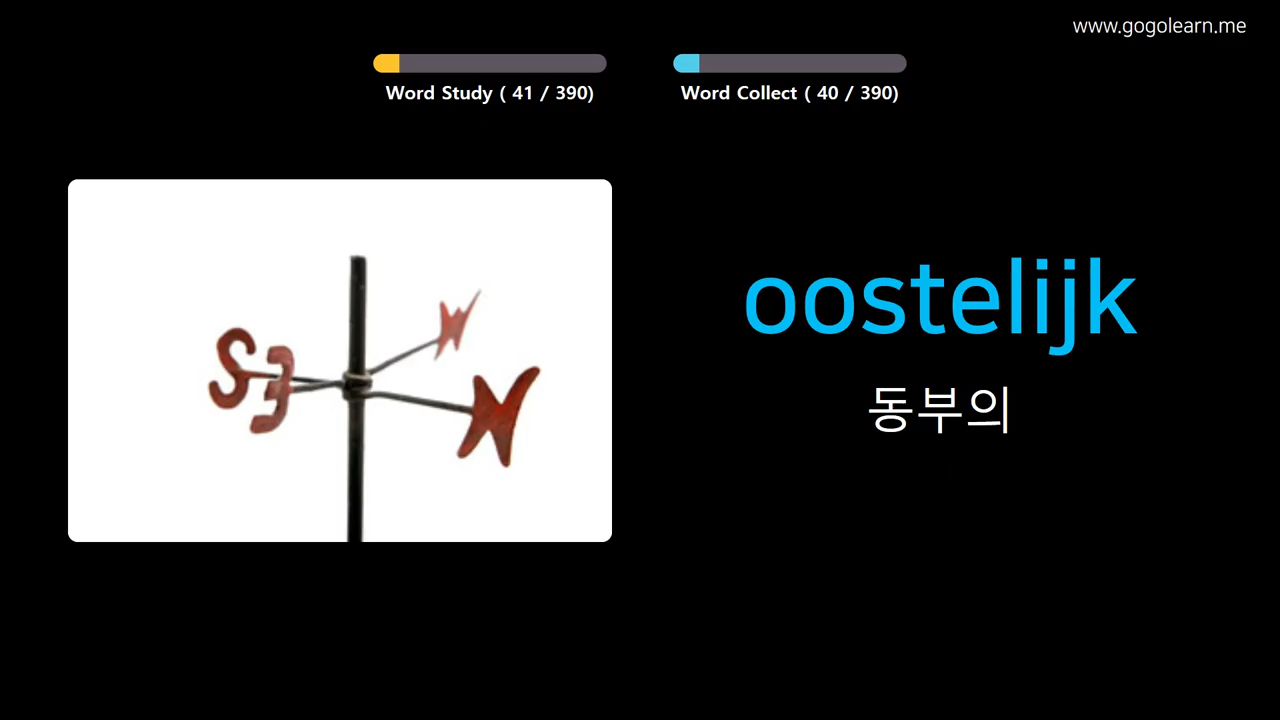 www.gogolearn.me
Word Study ( 41 / 390)
Word Collect ( 40 / 390)
S
E
W
N
oostelijk
동부의